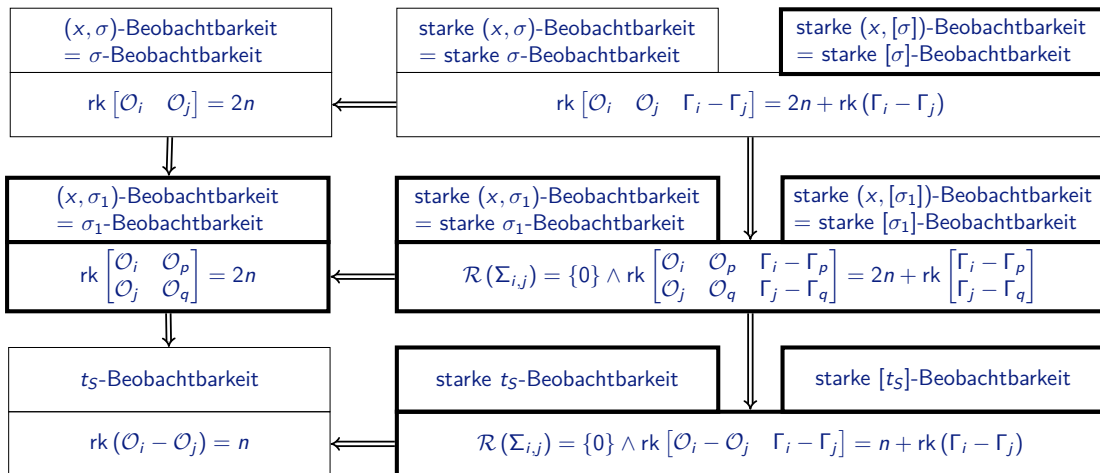 (x, σ)-Beobachtbarkeit
= σ-Beobachtbarkeit
starke (x, σ)-Beobachtbarkeit
= starke σ-Beobachtbarkeit
starke (x, [σ])-Beobachtbarkeit
= starke [σ]-Beobachtbarkeit
rk [𝒪ᵢ 𝒪ⱼ] = 2n
rk [𝒪ᵢ 𝒪ⱼ Γᵢ − Γⱼ] = 2n + rk (Γᵢ − Γⱼ)
(x, σ₁)-Beobachtbarkeit
= σ₁-Beobachtbarkeit
starke (x, σ₁)-Beobachtbarkeit
= starke σ₁-Beobachtbarkeit
starke (x, [σ₁])-Beobachtbarkeit
= starke [σ₁]-Beobachtbarkeit
rk [𝒪ᵢ 𝒪ₚ
𝒪ⱼ 𝒪_q] = 2n
ℛ (Σᵢ,ⱼ) = {0} ∧ rk [𝒪ᵢ 𝒪ₚ Γᵢ − Γₚ
𝒪ⱼ 𝒪_q Γⱼ − Γ_q] = 2n + rk [Γᵢ − Γₚ
Γⱼ − Γ_q]
t_S-Beobachtbarkeit
starke t_S-Beobachtbarkeit
starke [t_S]-Beobachtbarkeit
rk (𝒪ᵢ − 𝒪ⱼ) = n
ℛ (Σᵢ,ⱼ) = {0} ∧ rk [𝒪ᵢ − 𝒪ⱼ Γᵢ − Γⱼ] = n + rk (Γᵢ − Γⱼ)